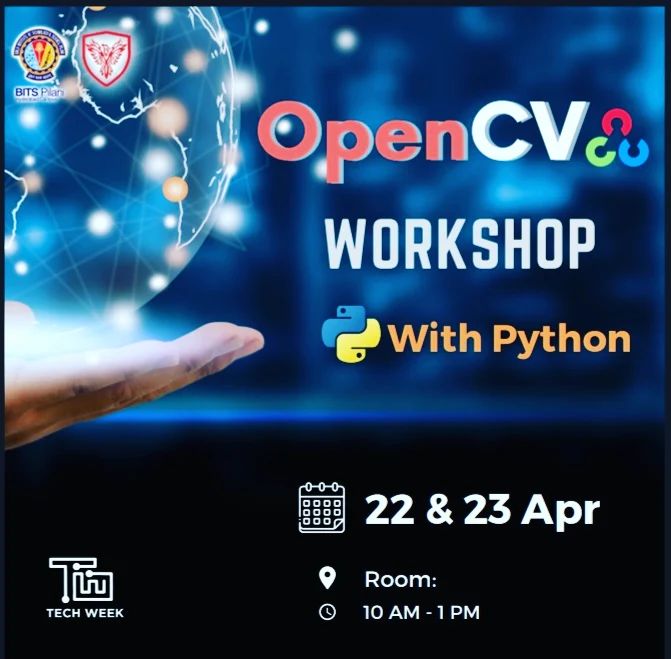 BITS Pilani
OpenCV
WORKSHOP
With Python
22 & 23 Apr
Room:
10 AM - 1 PM
TECH WEEK